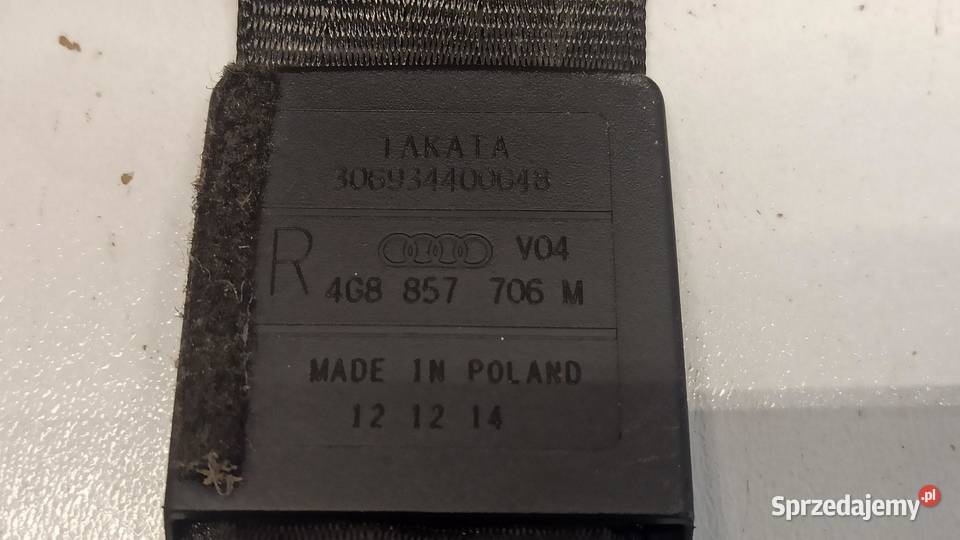 TAKATA
306934400G48
R V04
4G8 857 706 M
MADE IN POLAND
12 12 14
Sprzedajemy.pl